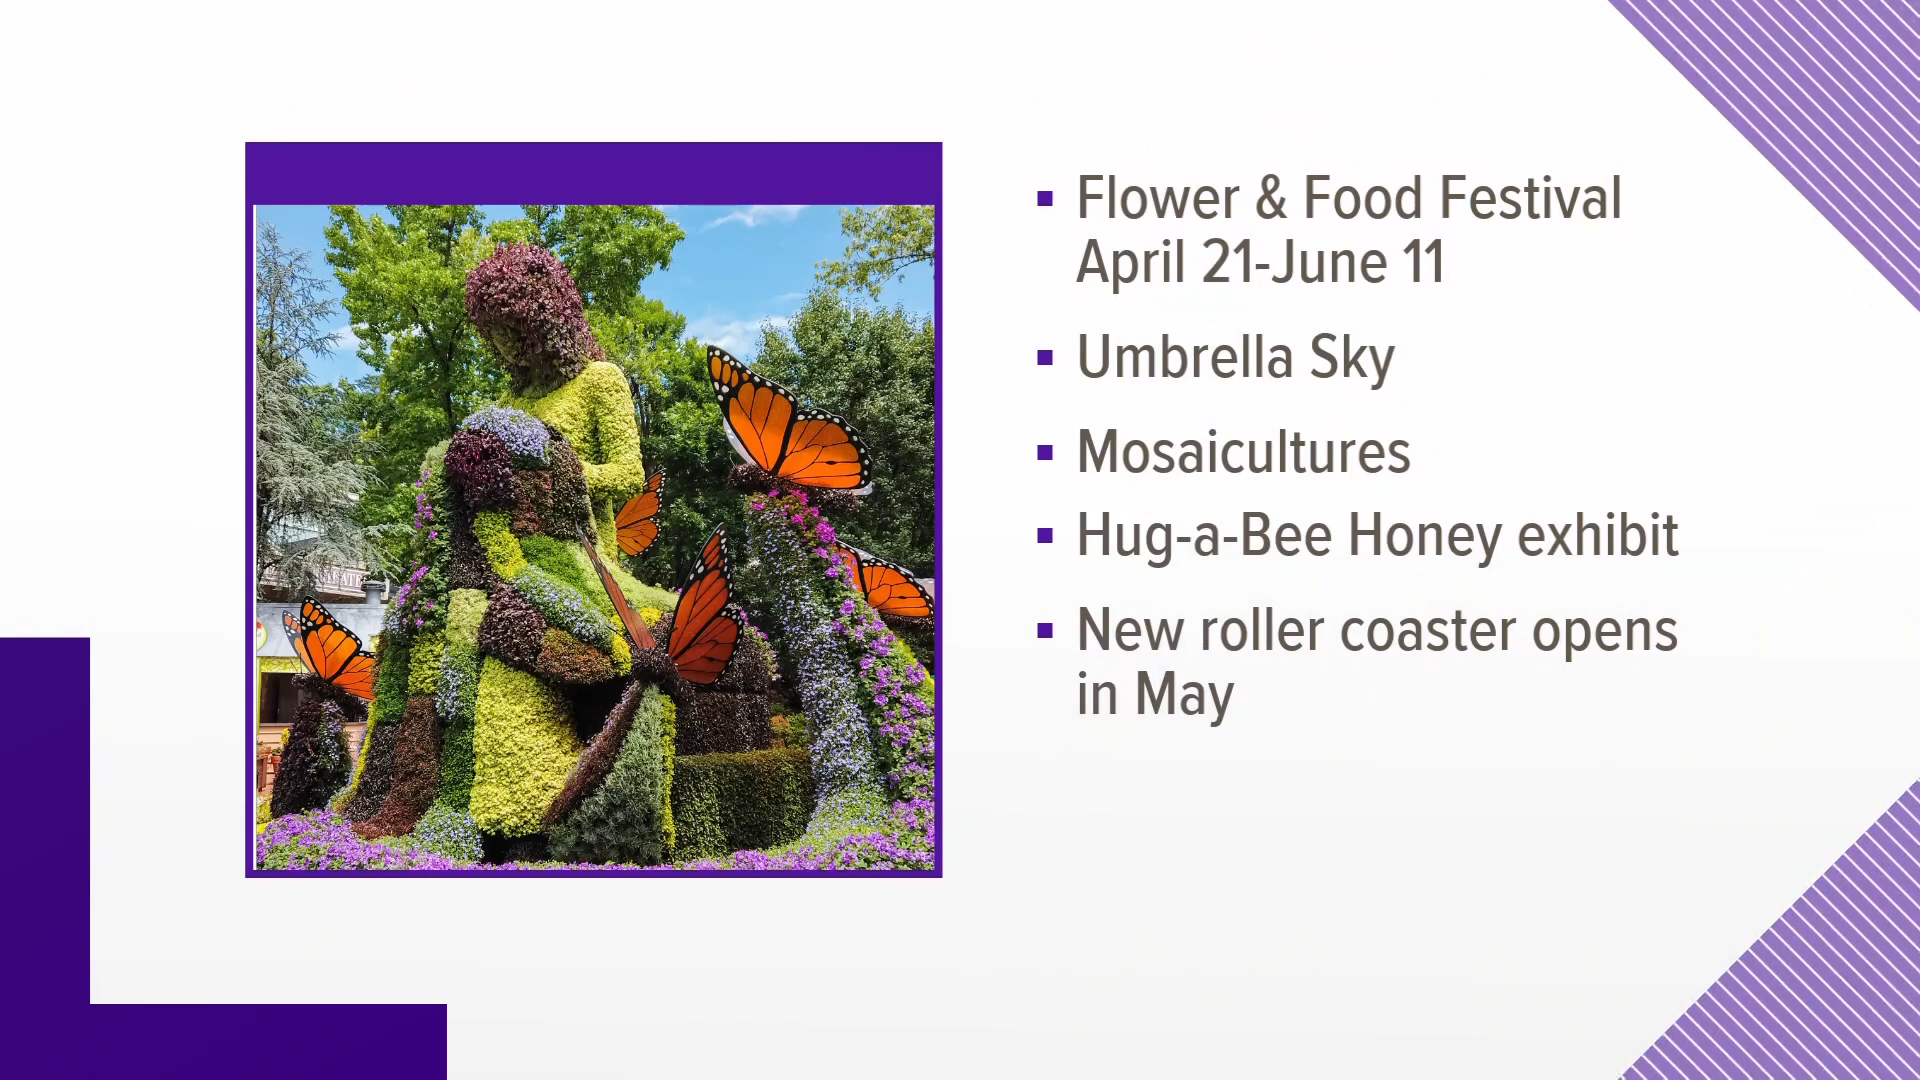 Flower & Food Festival
April 21-June 11
Umbrella Sky
Mosaicultures
Hug-a-Bee Honey exhibit
New roller coaster opens
in May